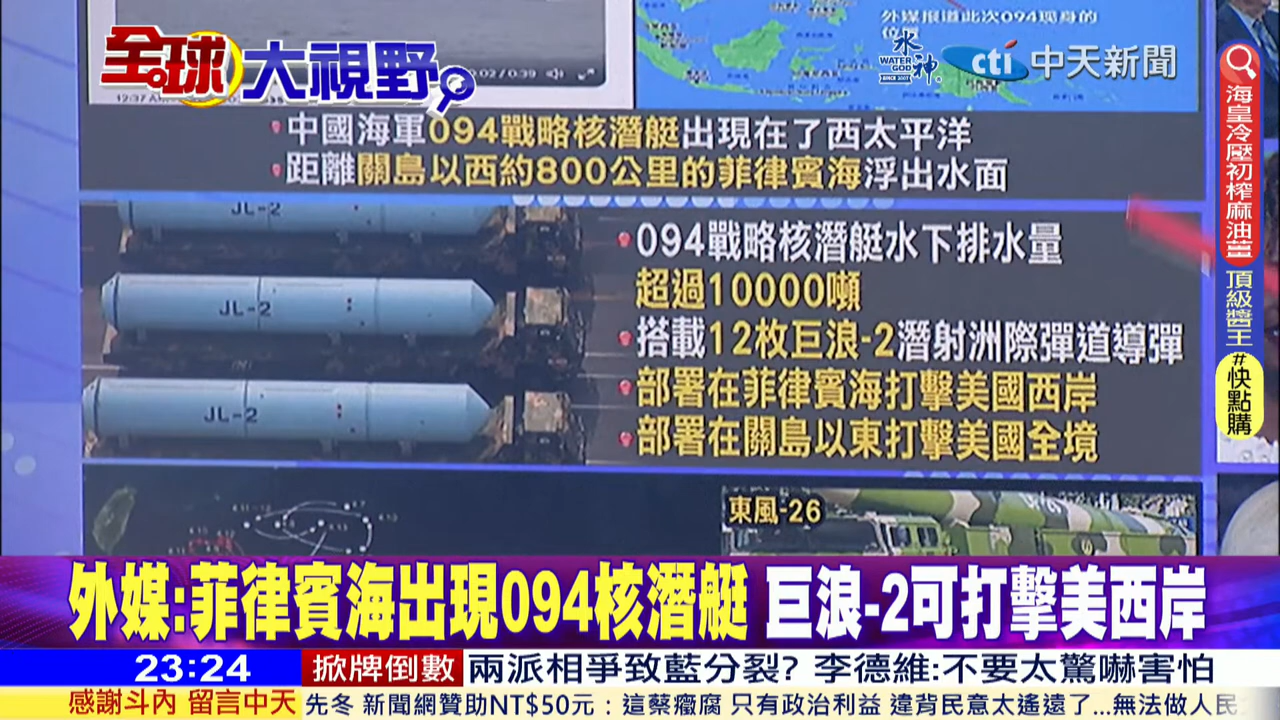 全球大視野
:02 / 0:39
外媒报道此次094现身的
位
水神
WATER
GOD
SINCE 2007
cti 中天新聞
中國海軍094戰略核潛艇出現在了西太平洋
距離關島以西約800公里的菲律賓海浮出水面
JL-2
JL-2
JL-2
094戰略核潛艇水下排水量
超過10000噸
搭載12枚巨浪-2潛射洲際彈道導彈
部署在菲律賓海打擊美國西岸
部署在關島以東打擊美國全境
東風-26
海皇冷壓初榨麻油薑
頂級醬王
#快點購
外媒:菲律賓海出現094核潛艇 巨浪-2可打擊美西岸
23:24 掀牌倒數 兩派相爭致藍分裂? 李德維:不要太驚嚇害怕
感謝斗內 留言中天 先冬 新聞網贊助NT$50元：這蔡癥腐 只有政治利益 違背民意太遙遠了...無法做人民